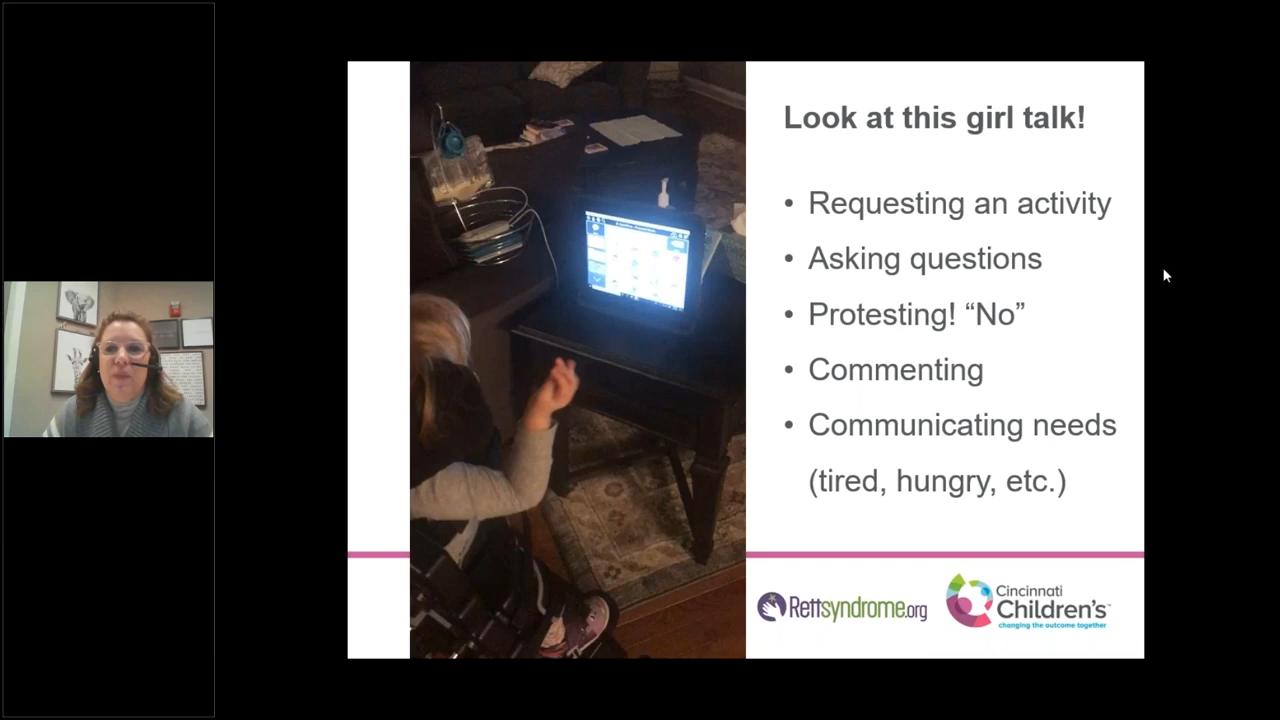 Look at this girl talk!
• Requesting an activity
• Asking questions
• Protesting! “No”
• Commenting
• Communicating needs
(tired, hungry, etc.)
Rettsyndrome.org
Cincinnati
Children's™
changing the outcome together